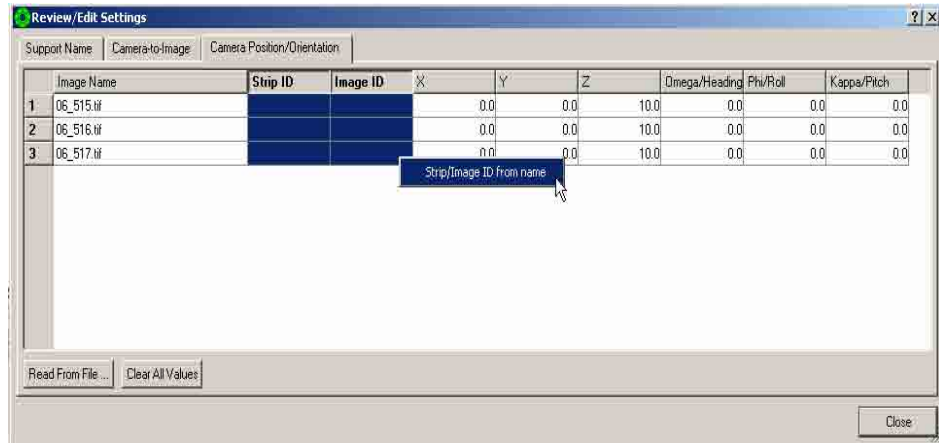 Review/Edit Settings ? x
Support Name Camera-to-Image Camera Position/Orientation
Image Name Strip ID Image ID X Y Z Omega/Heading Phi/Roll Kappa/Pitch
1 06_515.tif 0.0 0.0 10.0 0.0 0.0 0.0
2 06_516.tif 0.0 0.0 10.0 0.0 0.0 0.0
3 06_517.tif 0.0 0.0 10.0 0.0 0.0 0.0
Strip/Image ID from name
Read From File ... Clear All Values
Close